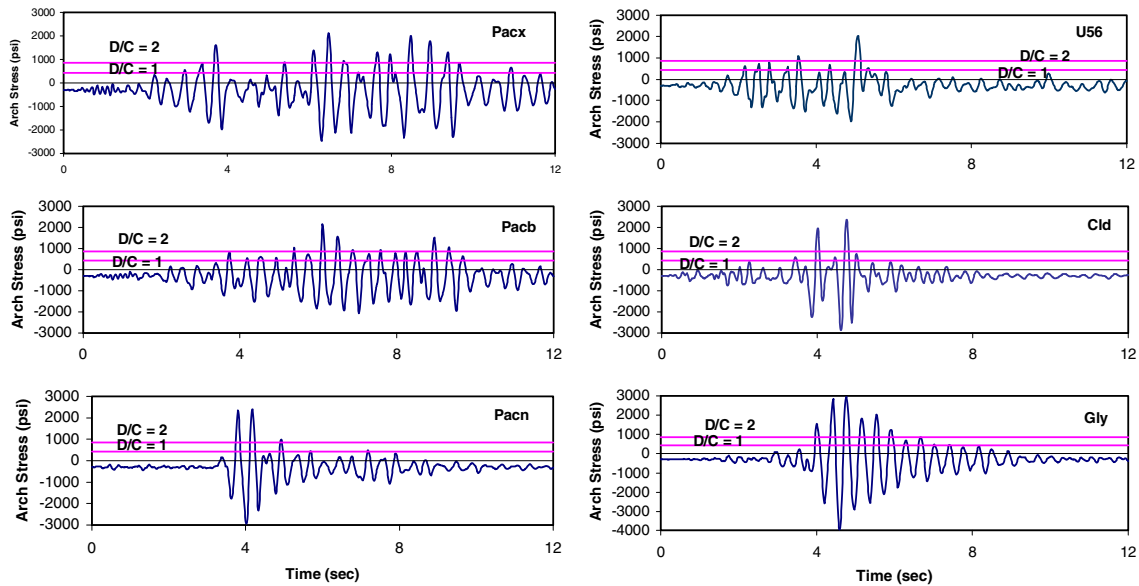 Pacx
Arch Stress (psi)
3000
2000
1000
0
-1000
-2000
-3000
D/C = 2
D/C = 1
0 4 8 12
U56
Arch Stress (psi)
3000
2000
1000
0
-1000
-2000
-3000
D/C = 2
D/C = 1
0 4 8 12
Pacb
Arch Stress (psi)
3000
2000
1000
0
-1000
-2000
-3000
D/C = 2
D/C = 1
0 4 8 12
Cld
Arch Stress (psi)
3000
2000
1000
0
-1000
-2000
-3000
D/C = 2
D/C = 1
0 4 8 12
Pacn
Arch Stress (psi)
3000
2000
1000
0
-1000
-2000
-3000
D/C = 2
D/C = 1
0 4 8 12
Time (sec)
Gly
Arch Stress (psi)
3000
2000
1000
0
-1000
-2000
-3000
-4000
D/C = 2
D/C = 1
0 4 8 12
Time (sec)